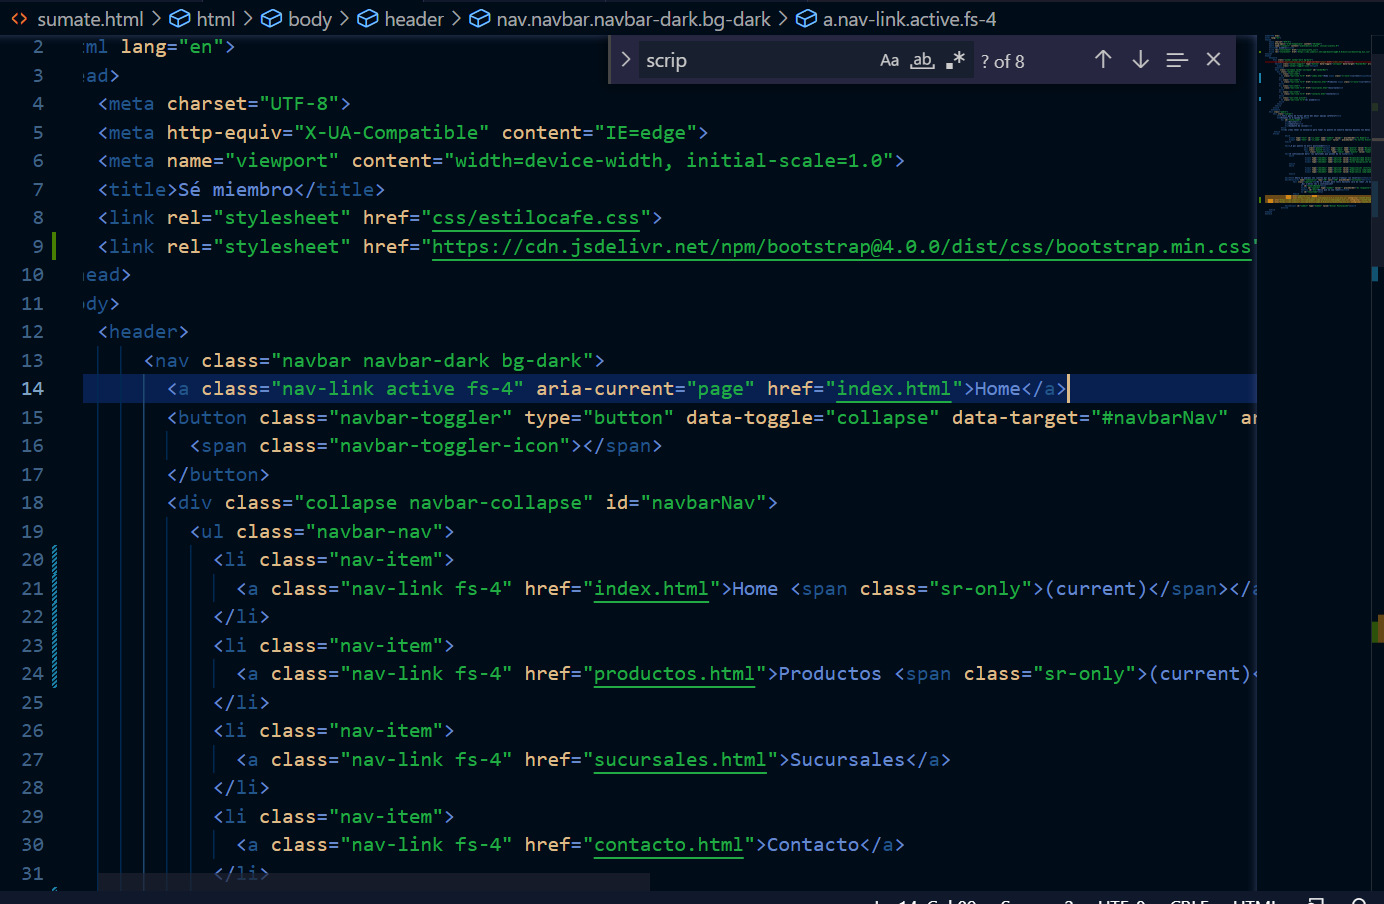 sumate.html > html > body > header > nav.navbar.navbar-dark.bg-dark > a.nav-link.active.fs-4
scrip Aa ab .* ? of 8
2 ml lang="en">
3 ad>
4 <meta charset="UTF-8">
5 <meta http-equiv="X-UA-Compatible" content="IE=edge">
6 <meta name="viewport" content="width=device-width, initial-scale=1.0">
7 <title>Sé miembro</title>
8 <link rel="stylesheet" href="css/estilocafe.css">
9 <link rel="stylesheet" href="https://cdn.jsdelivr.net/npm/bootstrap@4.0.0/dist/css/bootstrap.min.css"
10 ead>
11 dy>
12 <header>
13 <nav class="navbar navbar-dark bg-dark">
14 <a class="nav-link active fs-4" aria-current="page" href="index.html">Home</a>
15 <button class="navbar-toggler" type="button" data-toggle="collapse" data-target="#navbarNav" ar
16 <span class="navbar-toggler-icon"></span>
17 </button>
18 <div class="collapse navbar-collapse" id="navbarNav">
19 <ul class="navbar-nav">
20 <li class="nav-item">
21 <a class="nav-link fs-4" href="index.html">Home <span class="sr-only">(current)</span></a
22 </li>
23 <li class="nav-item">
24 <a class="nav-link fs-4" href="productos.html">Productos <span class="sr-only">(current)<
25 </li>
26 <li class="nav-item">
27 <a class="nav-link fs-4" href="sucursales.html">Sucursales</a>
28 </li>
29 <li class="nav-item">
30 <a class="nav-link fs-4" href="contacto.html">Contacto</a>
31 </li>